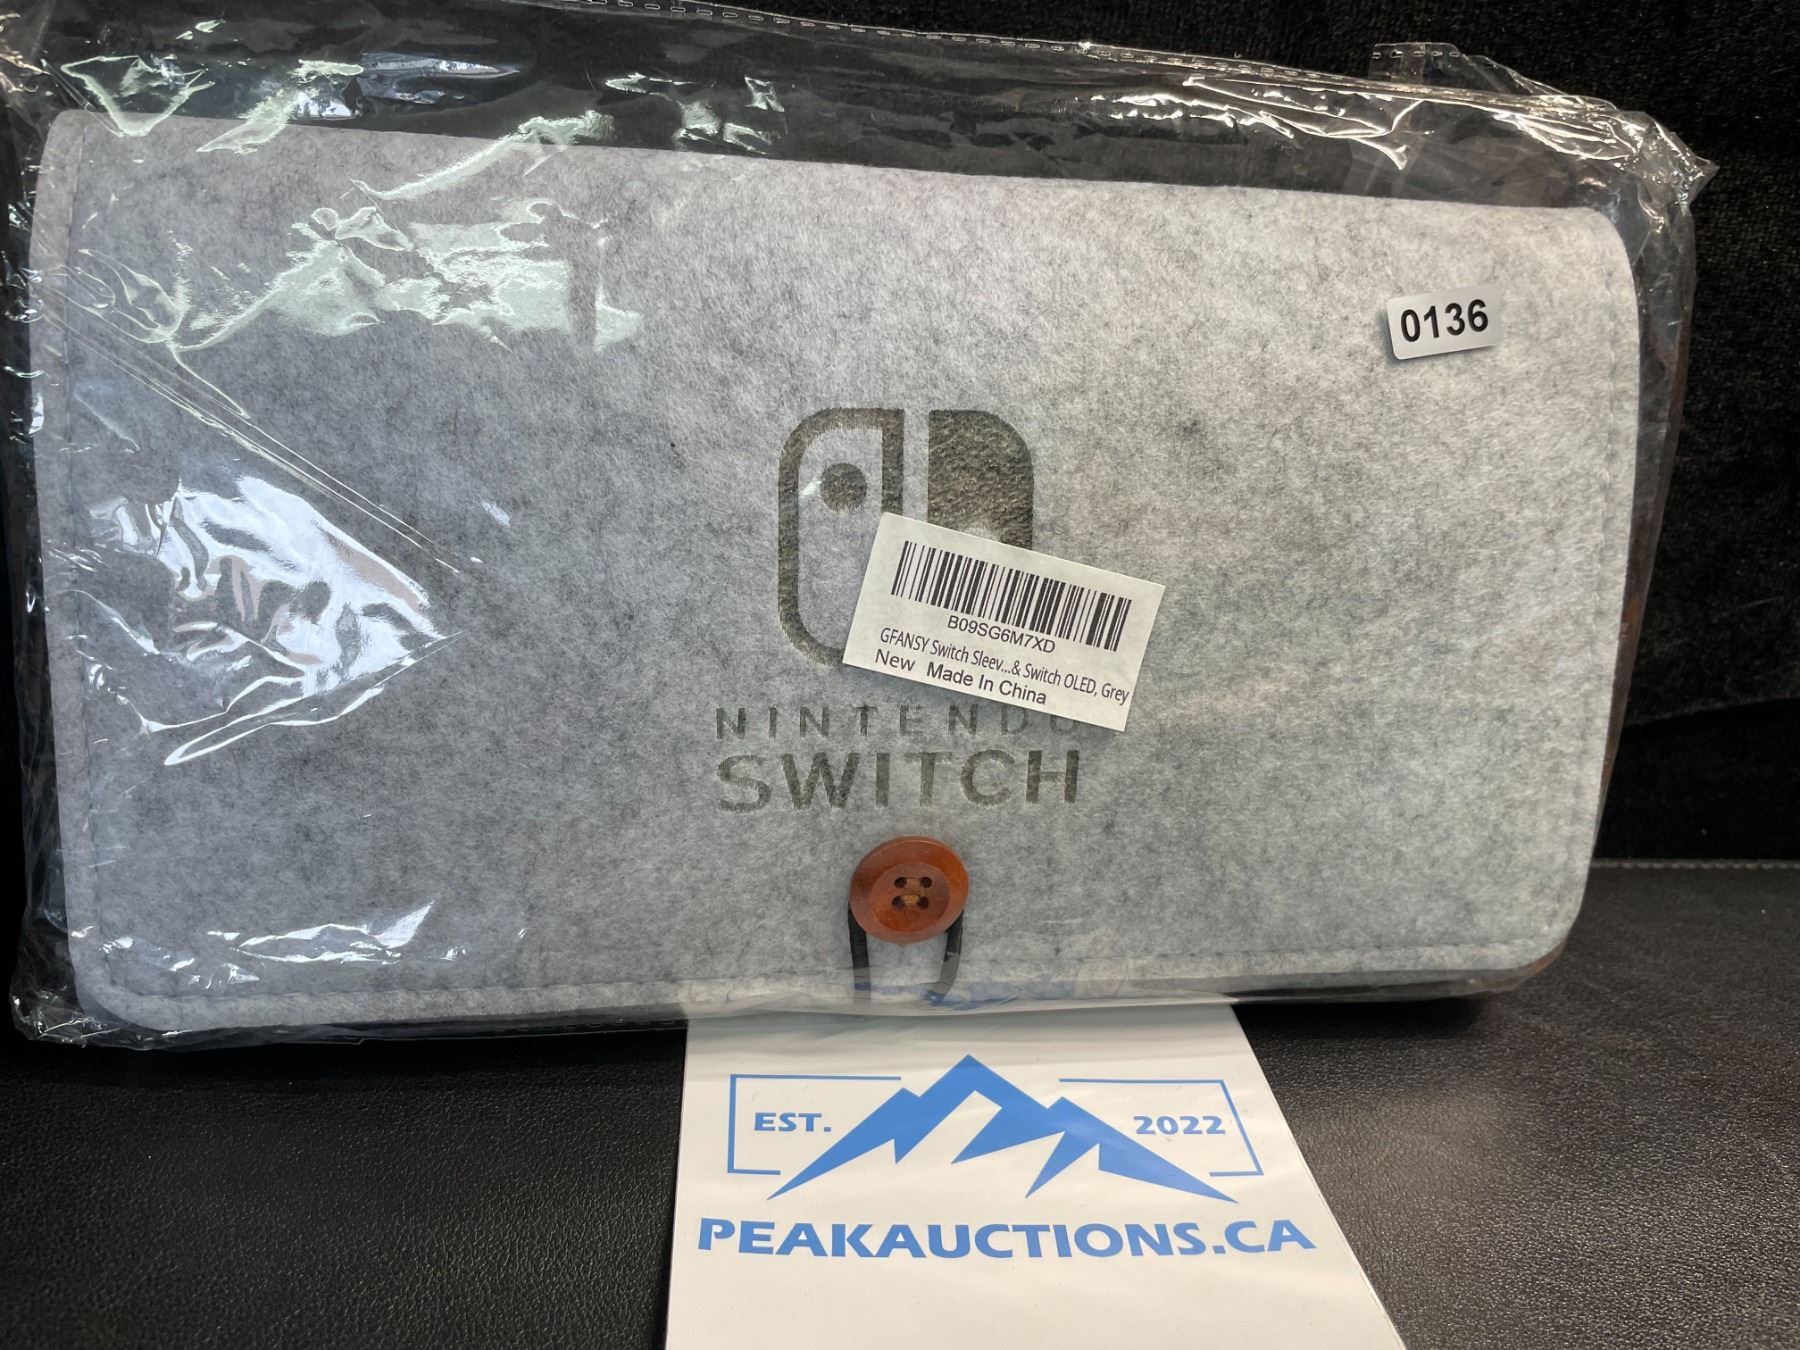 0136
B09SG6M7XD
GFANSY Switch Sleev...& Switch OLED, Grey
New Made In China
NINTENDO
SWITCH
EST. 2022
PEAKAUCTIONS.CA